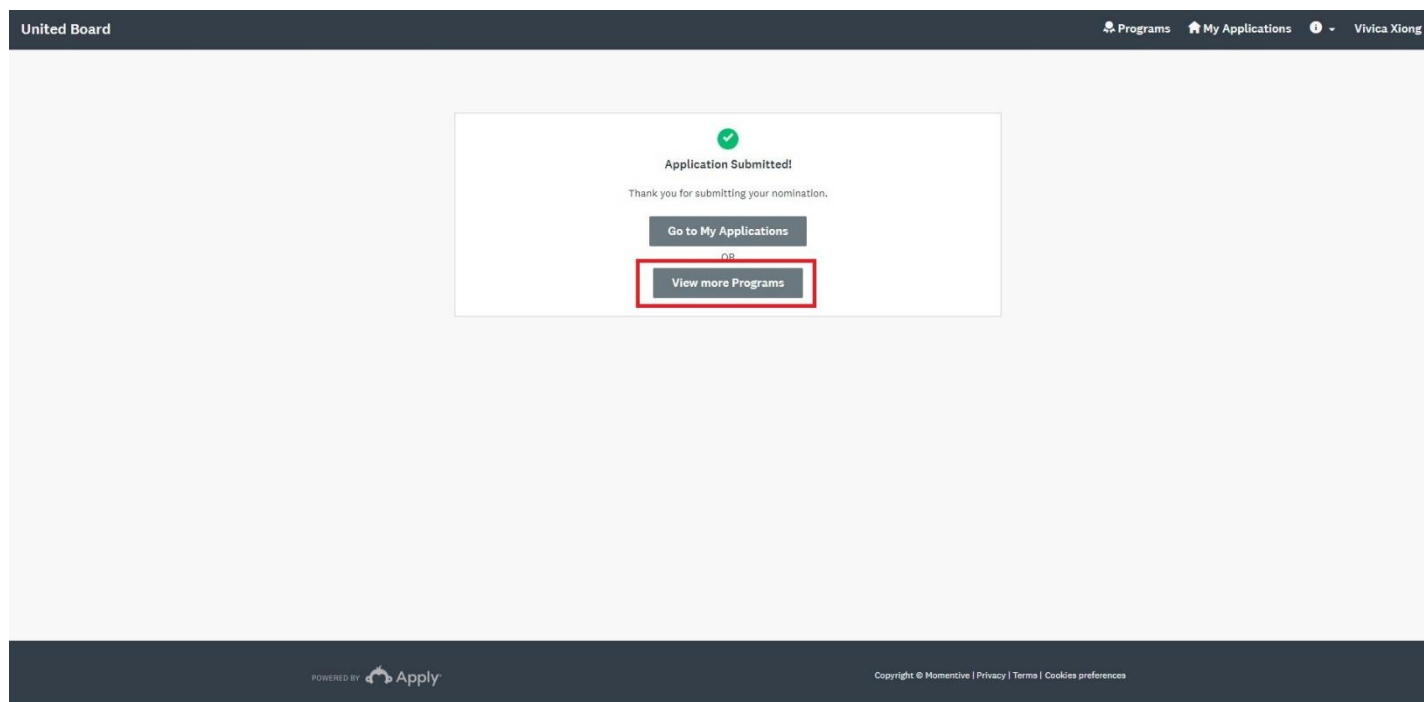 United Board
Programs My Applications Vivica Xiong
Application Submitted!
Thank you for submitting your nomination.
Go to My Applications
OR
View more Programs
POWERED BY Apply
Copyright © Momentive | Privacy | Terms | Cookies preferences